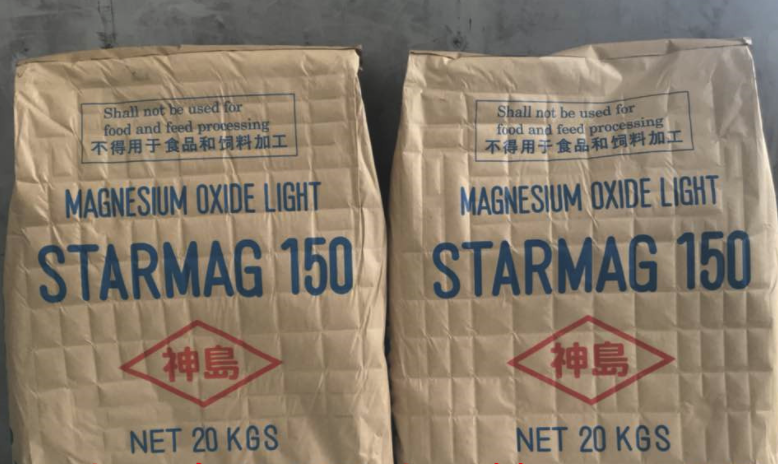 Shall not be used for
food and feed processing
不得用于食品和饲料加工
MAGNESIUM OXIDE LIGHT
STARMAG 150
神島
NET 20 KGS
Shall not be used for
food and feed processing
不得用于食品和饲料加工
MAGNESIUM OXIDE LIGHT
STARMAG 150
神島
NET 20 KGS